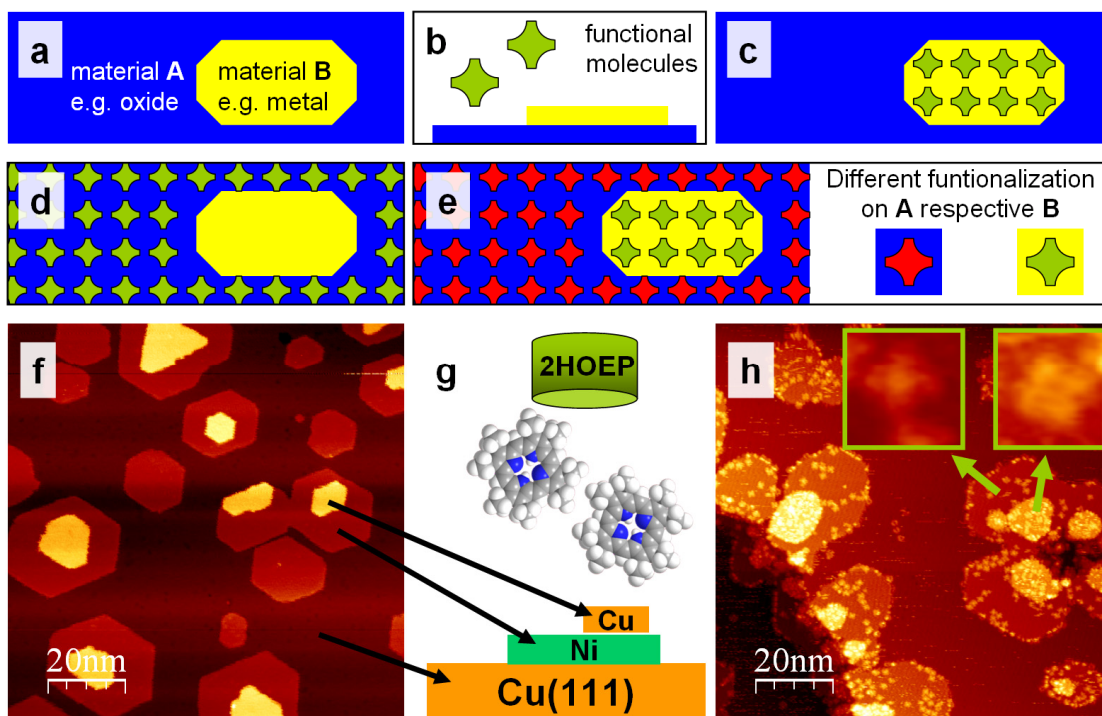 a
material A
e.g. oxide
material B
e.g. metal
b
functional
molecules
c
d
e
Different funtionalization
on A respective B
f
20nm
g
2HOEP
Cu
Ni
Cu(111)
h
20nm